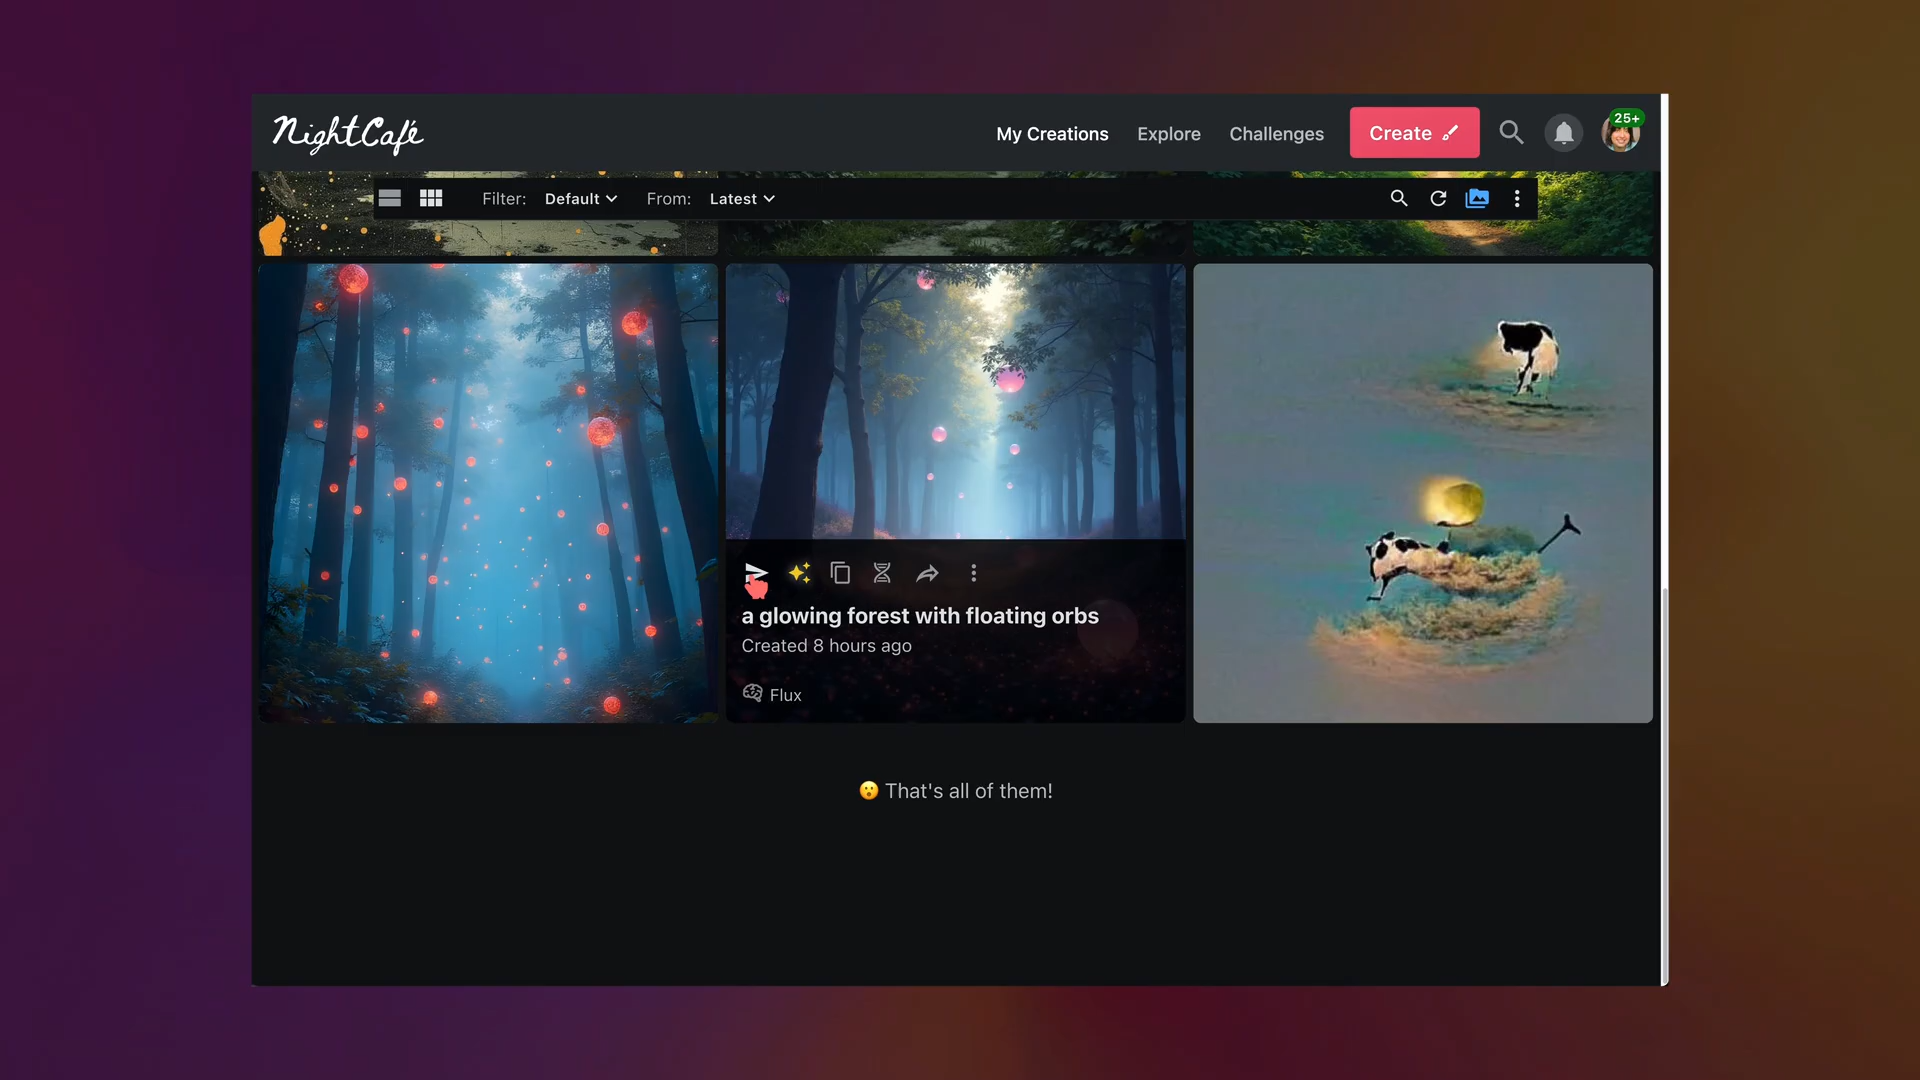 NightCafé
My Creations
Explore
Challenges
Create
25+
Filter:
Default
From:
Latest
a glowing forest with floating orbs
Created 8 hours ago
Flux
😮 That's all of them!